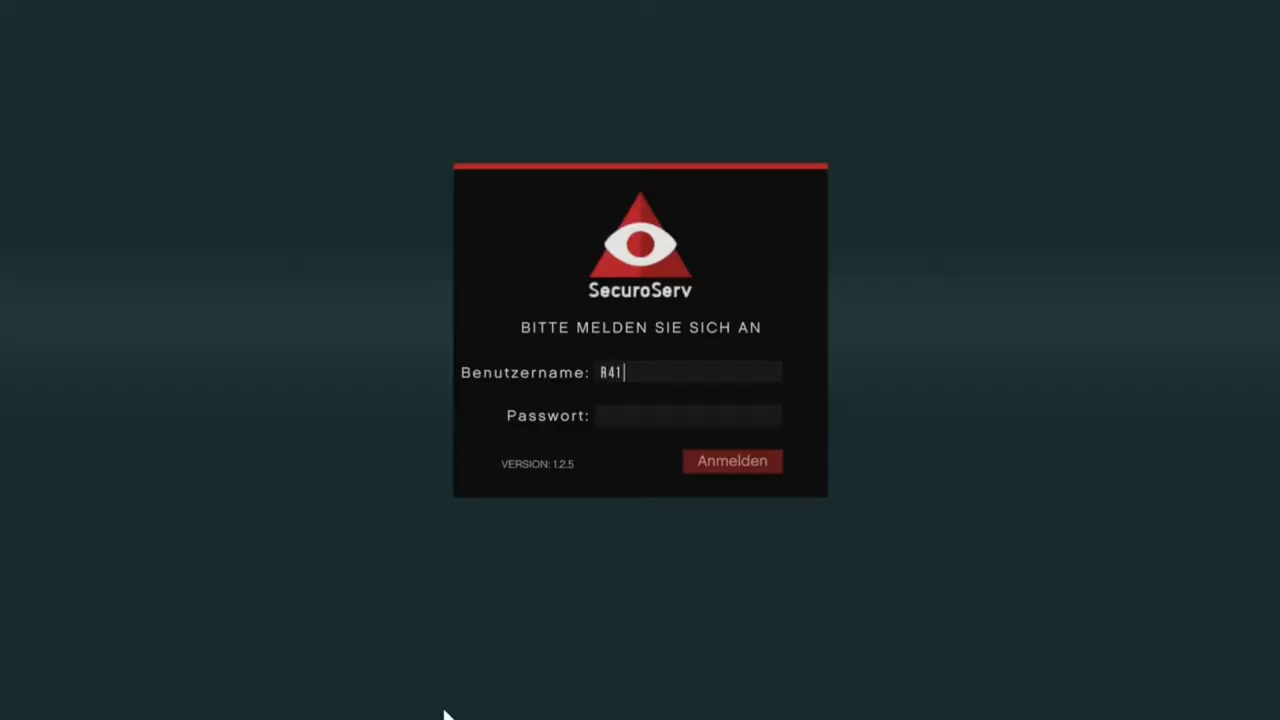 SecuroServ
BITTE MELDEN SIE SICH AN
Benutzername: R41
Passwort:
VERSION: 1.2.5 Anmelden